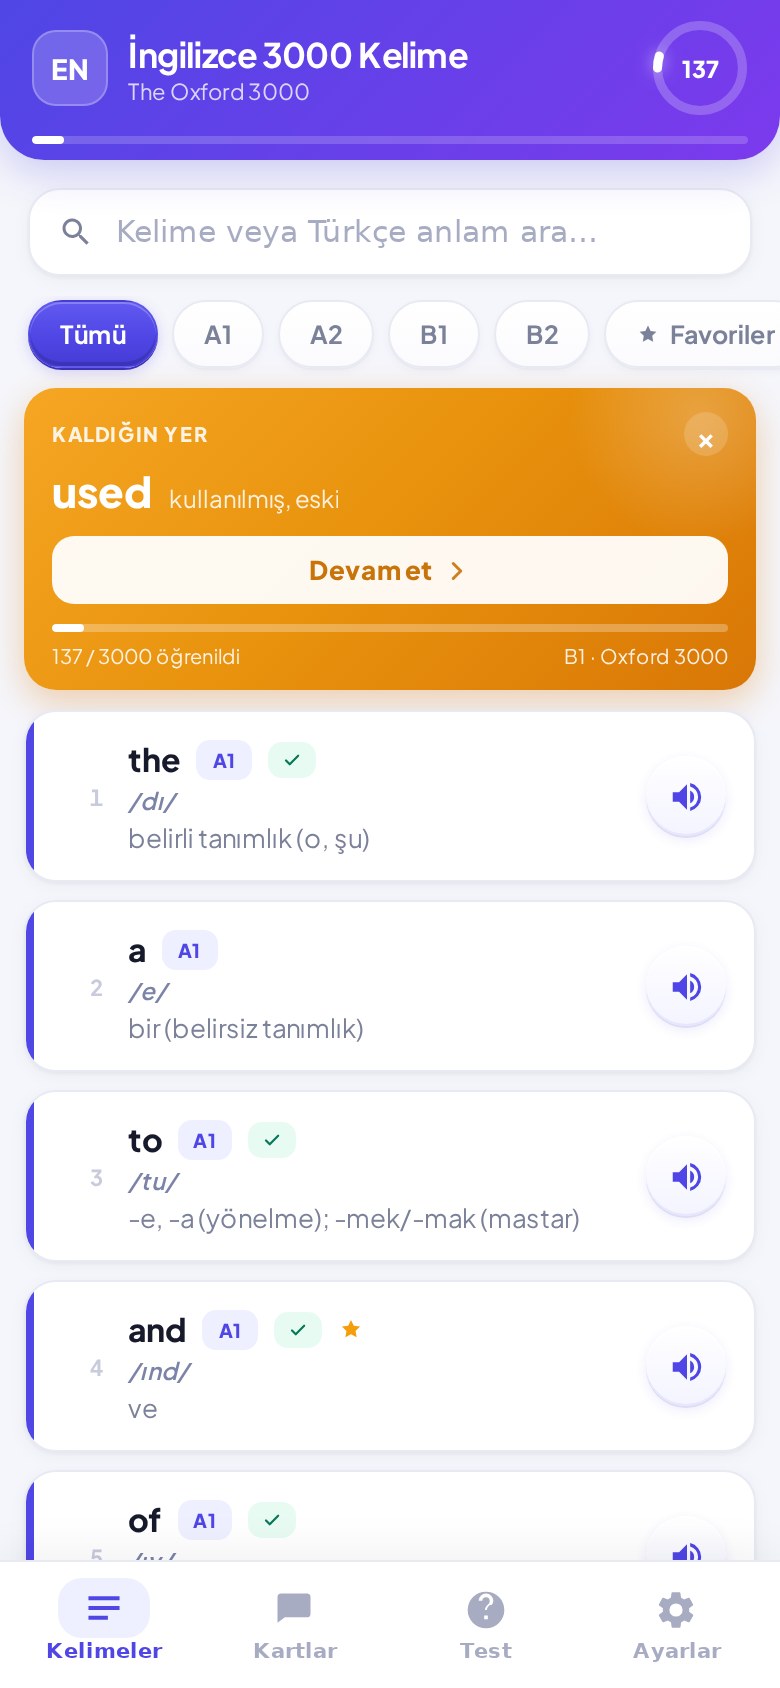 EN
İngilizce 3000 Kelime
The Oxford 3000
137
Kelime veya Türkçe anlam ara...
Tümü A1 A2 B1 B2 Favoriler
KALDIĞIN YER
used kullanılmış, eski
Devam et
137 / 3000 öğrenildi B1 · Oxford 3000
the A1
1
/dı/
belirli tanımlık (o, şu)
a A1
2
/e/
bir (belirsiz tanımlık)
to A1
3
/tu/
-e, -a (yönelme); -mek/-mak (mastar)
and A1
4
/ınd/
ve
of A1
5
Kelimeler Kartlar Test Ayarlar